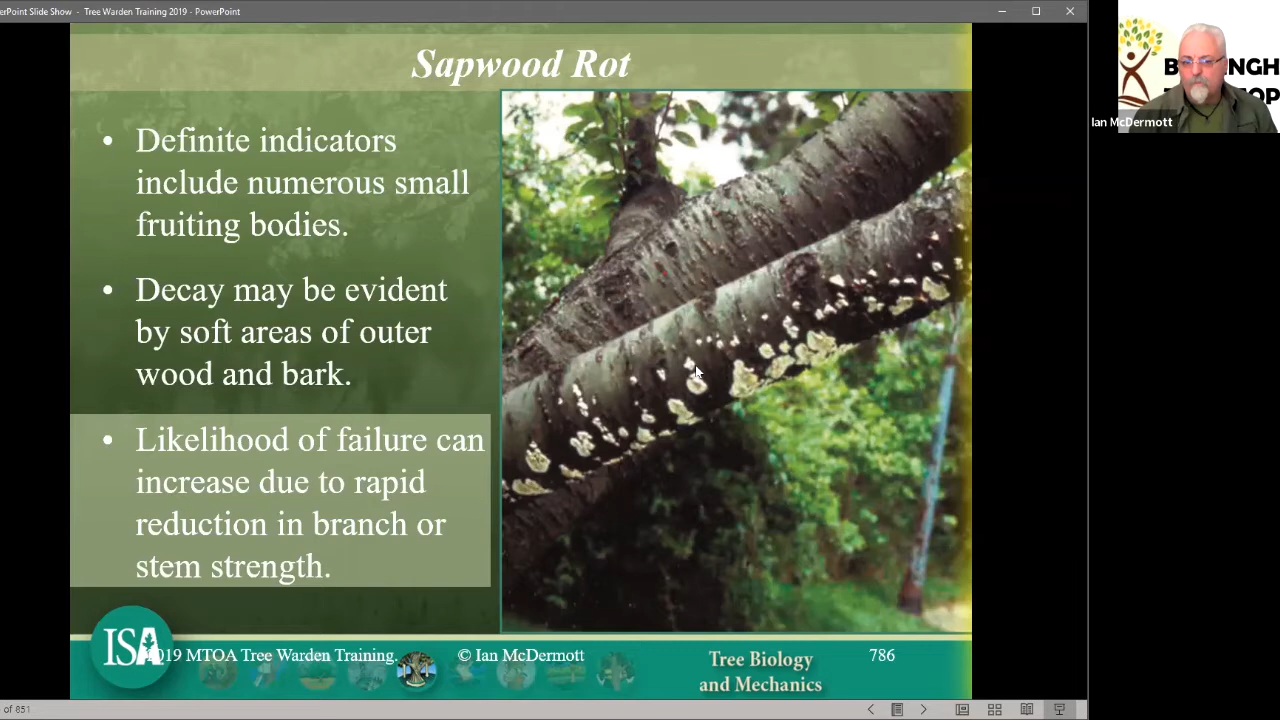 PowerPoint Slide Show - Tree Warden Training 2019 - PowerPoint
Sapwood Rot
• Definite indicators
include numerous small
fruiting bodies.
• Decay may be evident
by soft areas of outer
wood and bark.
• Likelihood of failure can
increase due to rapid
reduction in branch or
stem strength.
ISA
2019 MTOA Tree Warden Training.
© Ian McDermott
Tree Biology
and Mechanics
786
of 851
Ian McDermott